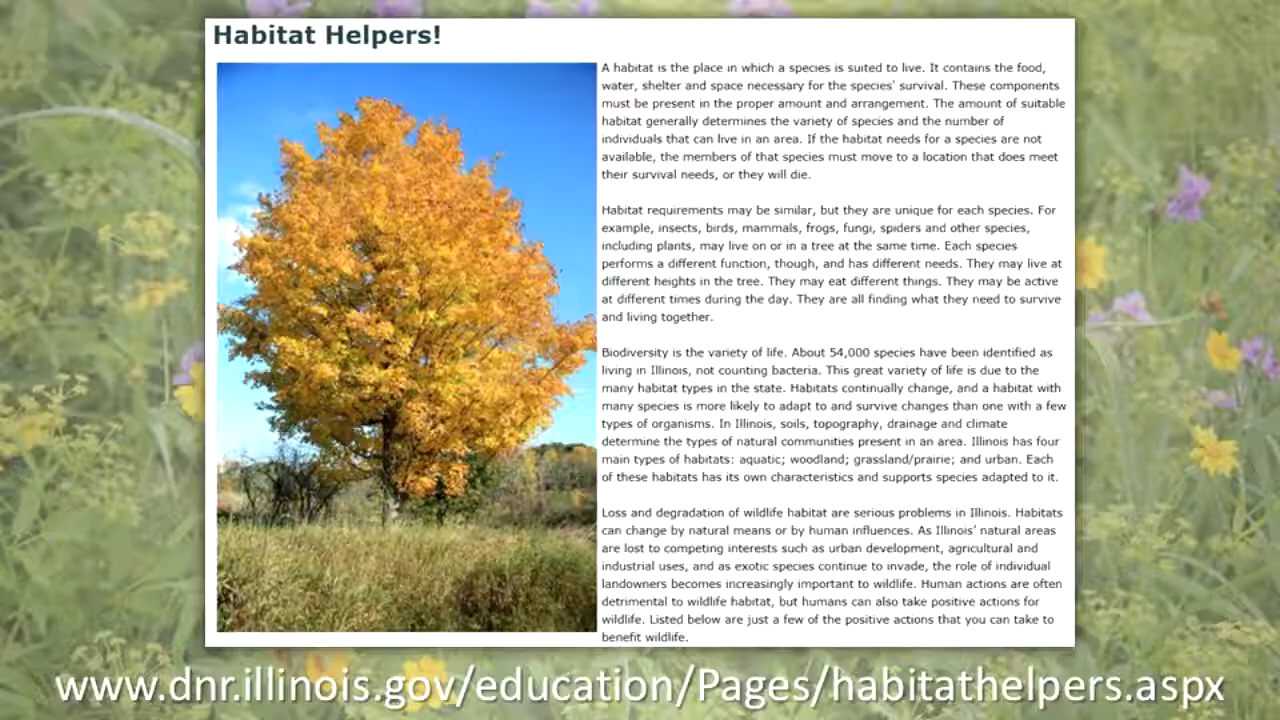 Habitat Helpers!
A habitat is the place in which a species is suited to live. It contains the food,
water, shelter and space necessary for the species' survival. These components
must be present in the proper amount and arrangement. The amount of suitable
habitat generally determines the variety of species and the number of
individuals that can live in an area. If the habitat needs for a species are not
available, the members of that species must move to a location that does meet
their survival needs, or they will die.
Habitat requirements may be similar, but they are unique for each species. For
example, insects, birds, mammals, frogs, fungi, spiders and other species,
including plants, may live on or in a tree at the same time. Each species
performs a different function, though, and has different needs. They may live at
different heights in the tree. They may eat different things. They may be active
at different times during the day. They are all finding what they need to survive
and living together.
Biodiversity is the variety of life. About 54,000 species have been identified as
living in Illinois, not counting bacteria. This great variety of life is due to the
many habitat types in the state. Habitats continually change, and a habitat with
many species is more likely to adapt to and survive changes than one with a few
types of organisms. In Illinois, soils, topography, drainage and climate
determine the types of natural communities present in an area. Illinois has four
main types of habitats: aquatic; woodland; grassland/prairie; and urban. Each
of these habitats has its own characteristics and supports species adapted to it.
Loss and degradation of wildlife habitat are serious problems in Illinois. Habitats
can change by natural means or by human influences. As Illinois' natural areas
are lost to competing interests such as urban development, agricultural and
industrial uses, and as exotic species continue to invade, the role of individual
landowners becomes increasingly important to wildlife. Human actions are often
detrimental to wildlife habitat, but humans can also take positive actions for
wildlife. Listed below are just a few of the positive actions that you can take to
benefit wildlife.
www.dnr.illinois.gov/education/Pages/habitathelpers.aspx